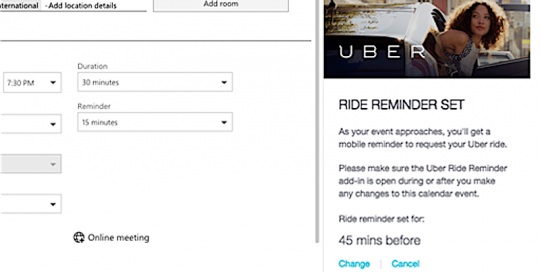 nternational - Add location details
Add room
Duration
7:30 PM
30 minutes
Reminder
15 minutes
Online meeting
UBER
RIDE REMINDER SET
As your event approaches, you'll get a
mobile reminder to request your Uber ride.
Please make sure the Uber Ride Reminder
add-in is open during or after you make
any changes to this calendar event.
Ride reminder set for:
45 mins before
Change | Cancel